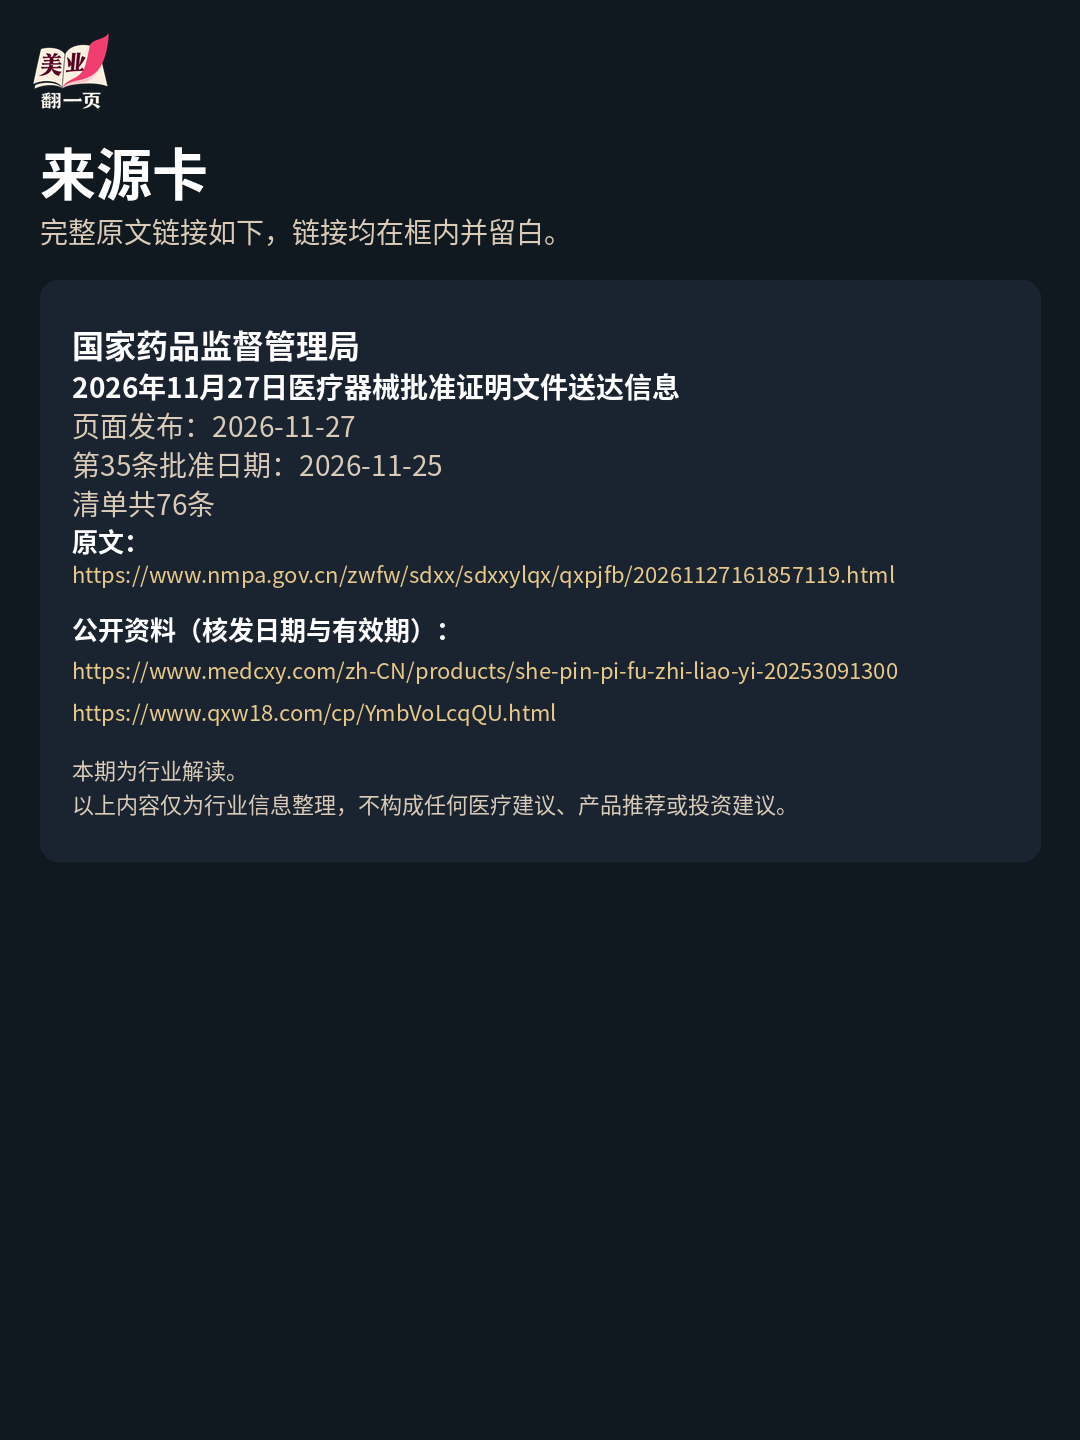 美业
翻一页
来源卡
完整原文链接如下，链接均在框内并留白。
国家药品监督管理局
2026年11月27日医疗器械批准证明文件送达信息
页面发布：2026-11-27
第35条批准日期：2026-11-25
清单共76条
原文：
https://www.nmpa.gov.cn/zwfw/sdxx/sdxxylqx/qxpjfb/20261127161857119.html
公开资料（核发日期与有效期）：
https://www.medcxy.com/zh-CN/products/she-pin-pi-fu-zhi-liao-yi-20253091300
https://www.qxw18.com/cp/YmbVoLcqQU.html
本期为行业解读。
以上内容仅为行业信息整理，不构成任何医疗建议、产品推荐或投资建议。